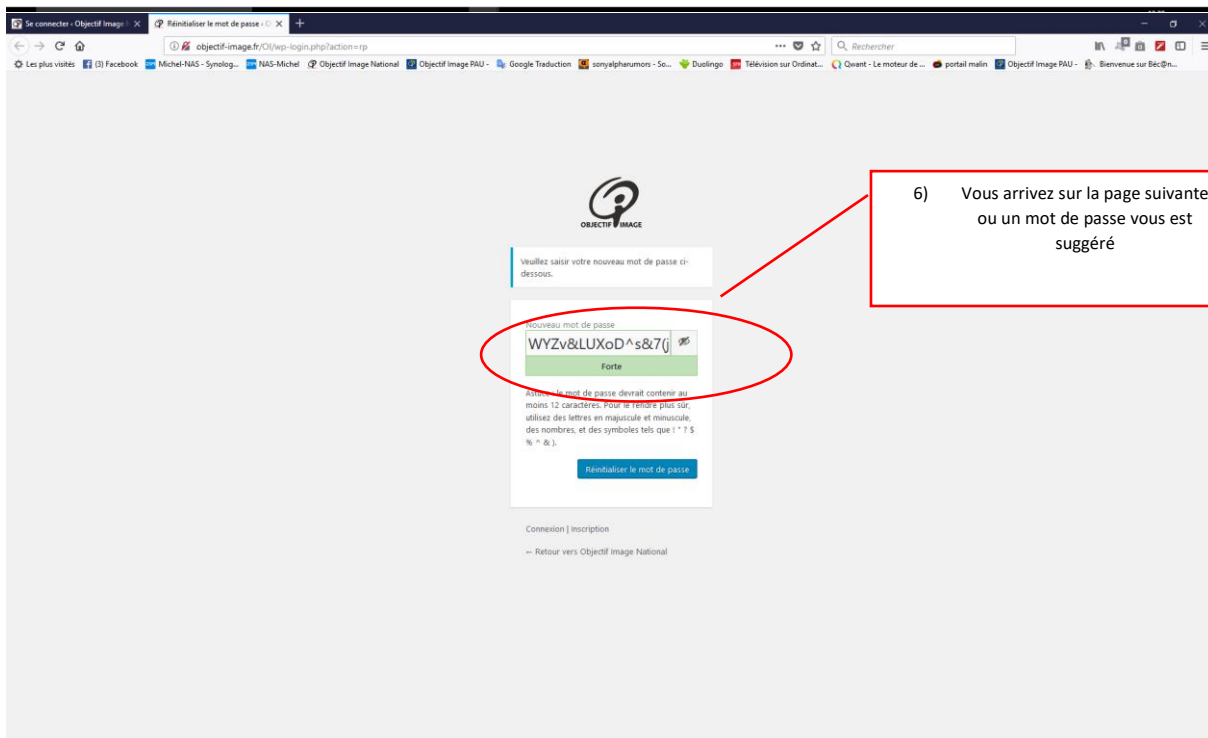 Se connecter ‹ Objectif Image
Réinitialiser le mot de passe ‹ O
objectif-image.fr/OI/wp-login.php?action=rp
Rechercher
Les plus visités
(3) Facebook
Michel-NAS - Synolog...
NAS-Michel
Objectif Image National
Objectif Image PAU -
Google Traduction
sonyalpharumors - So...
Duolingo
Télévision sur Ordinat...
Qwant - Le moteur de ...
portail malin
Objectif Image PAU -
Bienvenue sur Béc@n...
OBJECTIF IMAGE
6) Vous arrivez sur la page suivante
ou un mot de passe vous est
suggéré
Veuillez saisir votre nouveau mot de passe ci-
dessous.
Nouveau mot de passe
WYZv&LUXoD^s&7(j
Forte
Astuce : le mot de passe devrait contenir au
moins 12 caractères. Pour le rendre plus sûr,
utilisez des lettres en majuscule et minuscule,
des nombres, et des symboles tels que ! " ? $
% ^ & ).
Réinitialiser le mot de passe
Connexion | Inscription
← Retour vers Objectif Image National